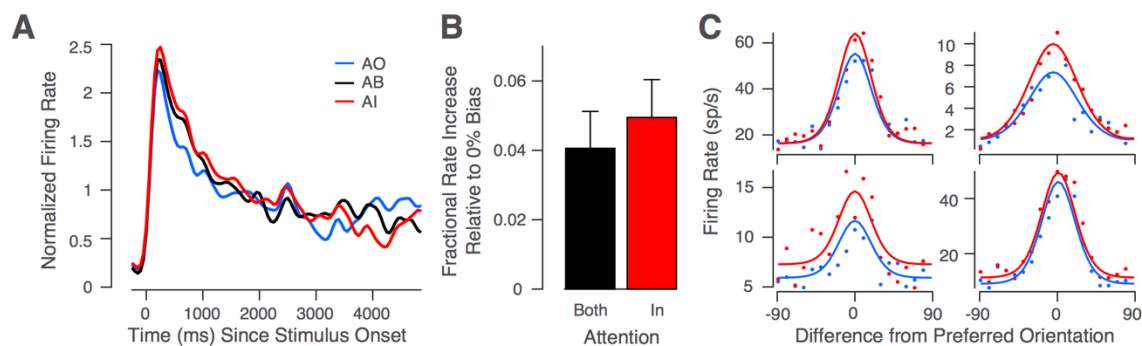 A
Normalized Firing Rate
2.5
2
1.5
1
0.5
0
AO
AB
AI
0 1000 2000 3000 4000
Time (ms) Since Stimulus Onset
B
Fractional Rate Increase
Relative to 0% Bias
0.06
0.04
0.02
0
Both In
Attention
C
Firing Rate (sp/s)
60
40
20
10
8
6
4
2
15
10
5
40
20
-90 0 90
-90 0 90
Difference from Preferred Orientation